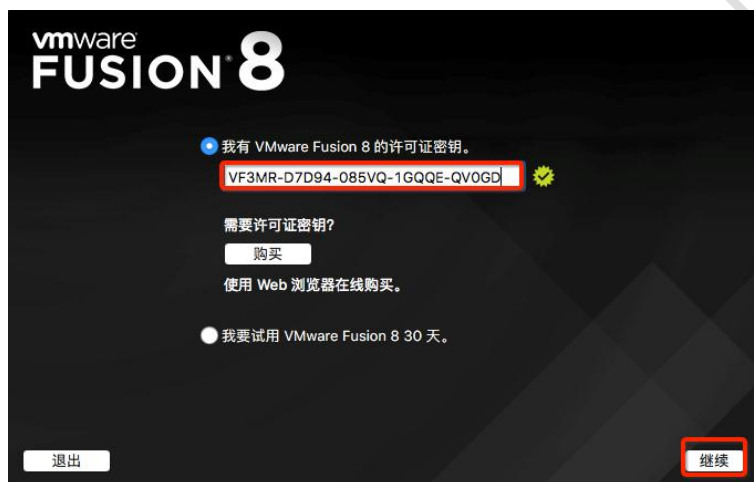 vmware
FUSION® 8
我有 VMware Fusion 8 的许可证密钥。
VF3MR-D7D94-085VQ-1GQQE-QV0GD
需要许可证密钥?
购买
使用 Web 浏览器在线购买。
我要试用 VMware Fusion 8 30 天。
退出
继续